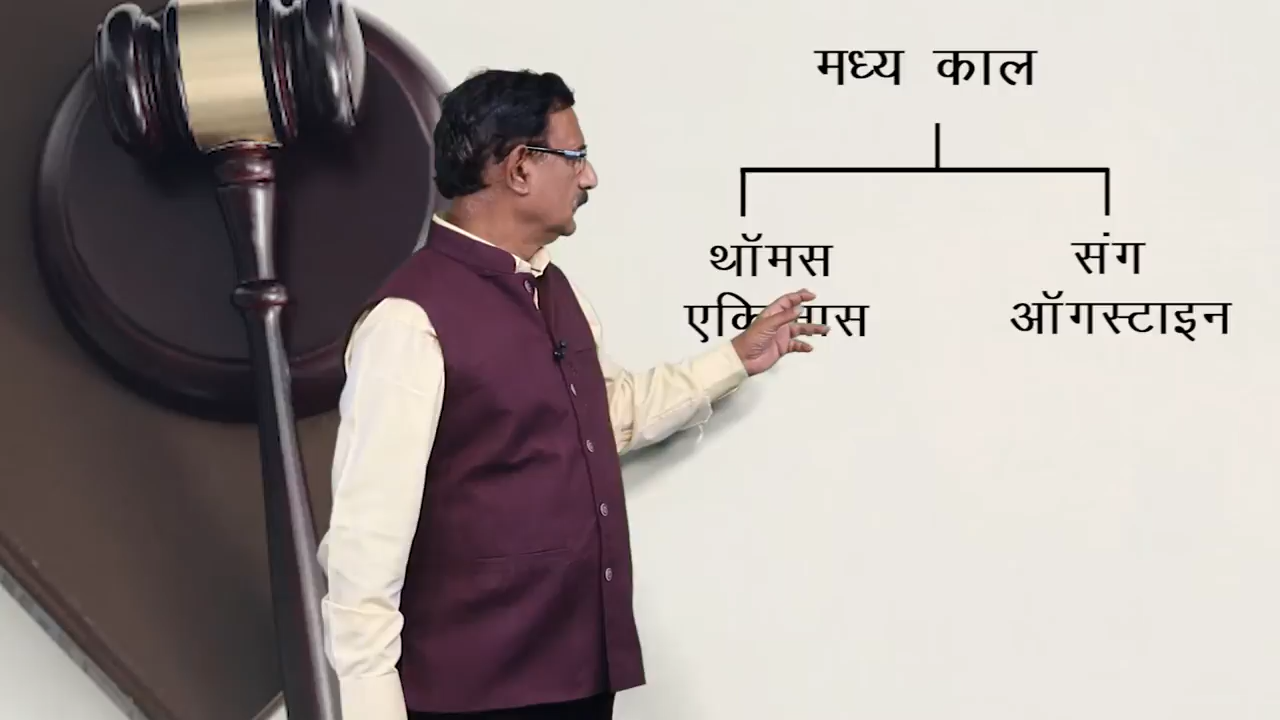 मध्य काल
थॉमस
संग
ऑगस्टाइन